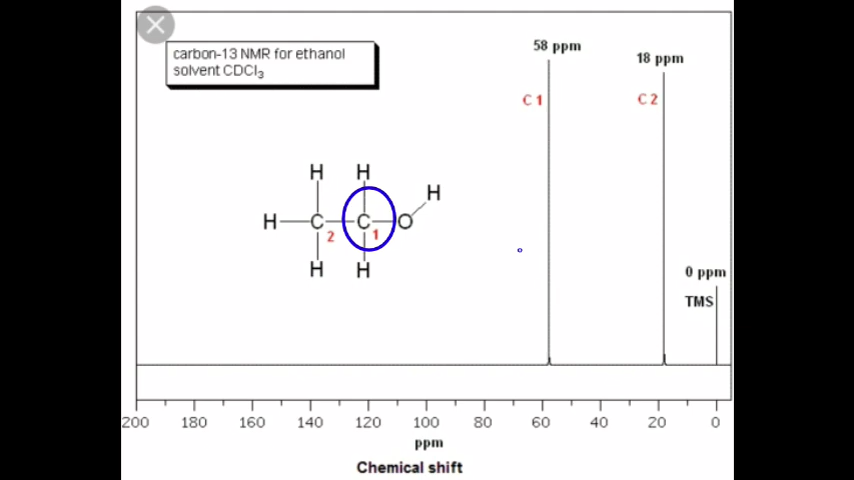 carbon-13 NMR for ethanol
solvent CDCl3
58 ppm
18 ppm
C 1
C 2
H H
H
H C C O
2 1
H H
0 ppm
TMS
200 180 160 140 120 100 80 60 40 20 0
ppm
Chemical shift